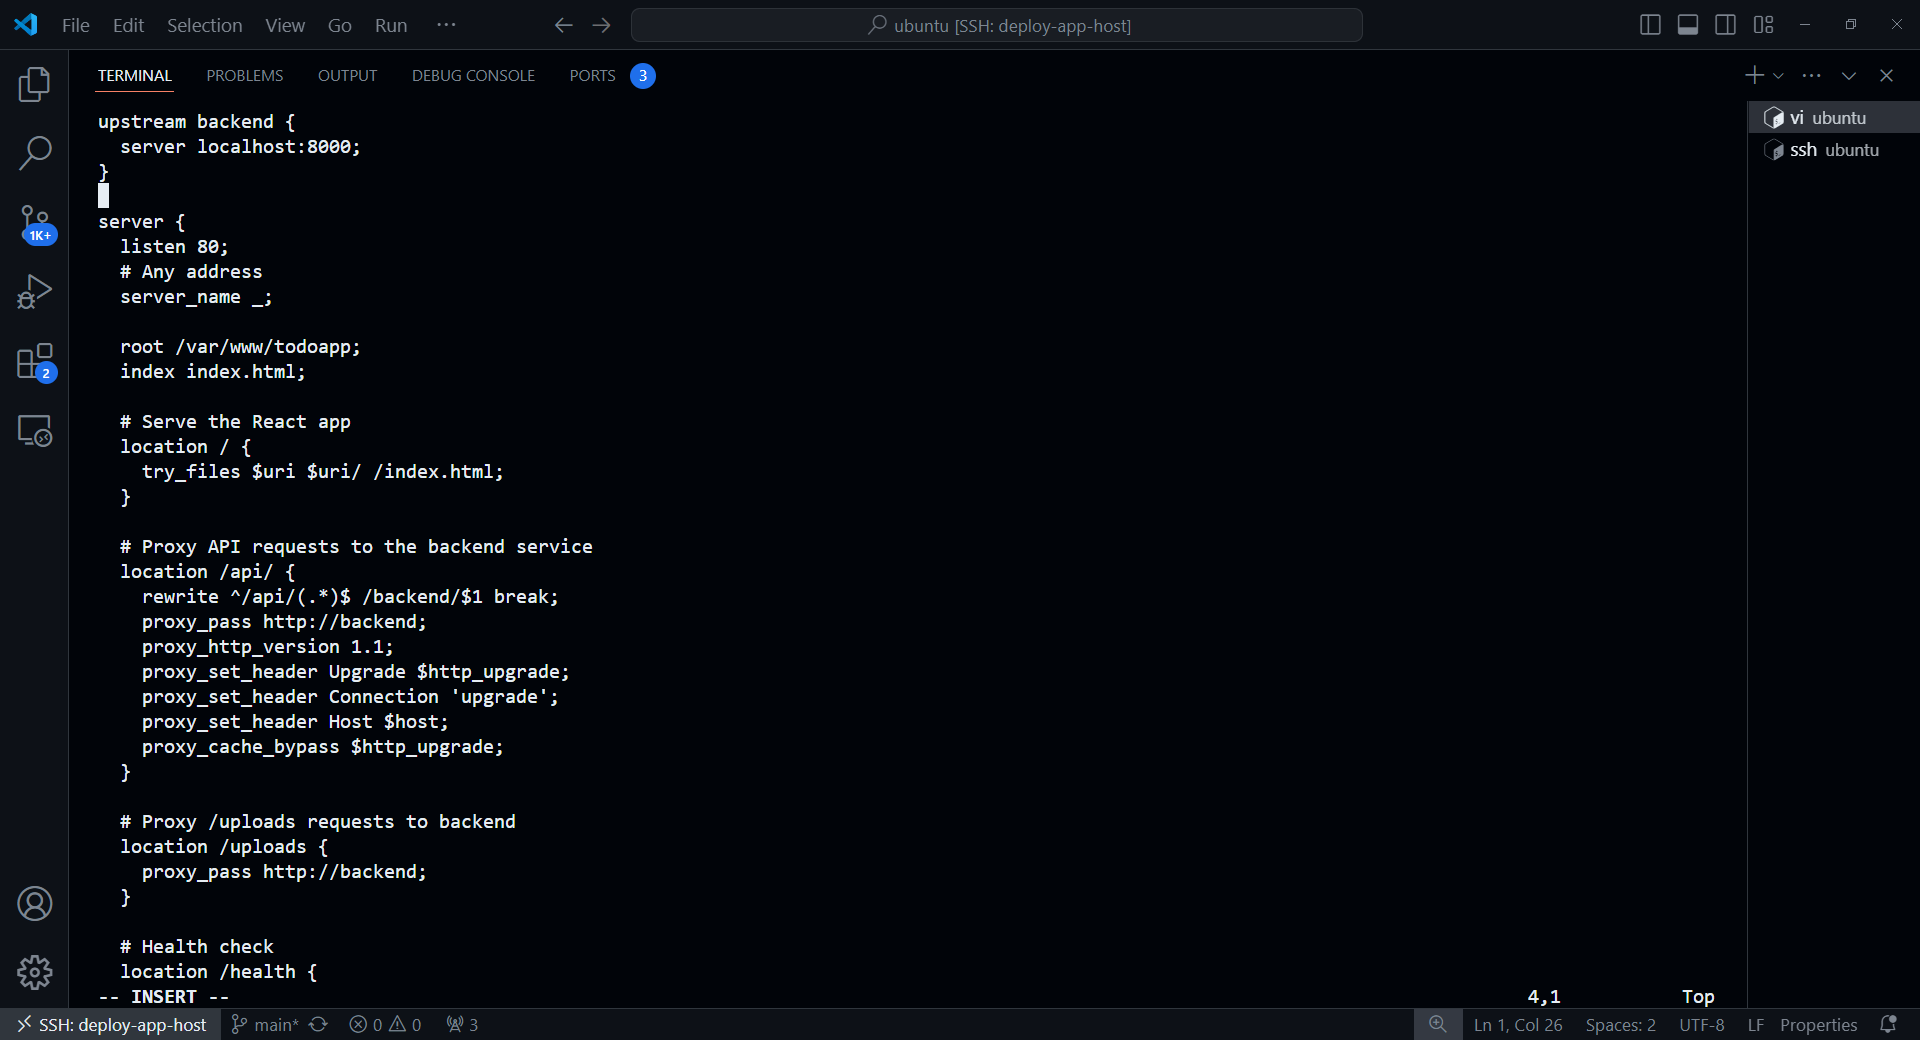 File Edit Selection View Go Run ···
ubuntu [SSH: deploy-app-host]
TERMINAL PROBLEMS OUTPUT DEBUG CONSOLE PORTS 3
upstream backend {
  server localhost:8000;
}
server {
  listen 80;
  # Any address
  server_name _;
  root /var/www/todoapp;
  index index.html;
  # Serve the React app
  location / {
    try_files $uri $uri/ /index.html;
  }
  # Proxy API requests to the backend service
  location /api/ {
    rewrite ^/api/(.*)$ /backend/$1 break;
    proxy_pass http://backend;
    proxy_http_version 1.1;
    proxy_set_header Upgrade $http_upgrade;
    proxy_set_header Connection 'upgrade';
    proxy_set_header Host $host;
    proxy_cache_bypass $http_upgrade;
  }
  # Proxy /uploads requests to backend
  location /uploads {
    proxy_pass http://backend;
  }
  # Health check
  location /health {
-- INSERT -- 4,1 Top
vi ubuntu
ssh ubuntu
1K+
2
SSH: deploy-app-host main* 0 0 3 Ln 1, Col 26 Spaces: 2 UTF-8 LF Properties